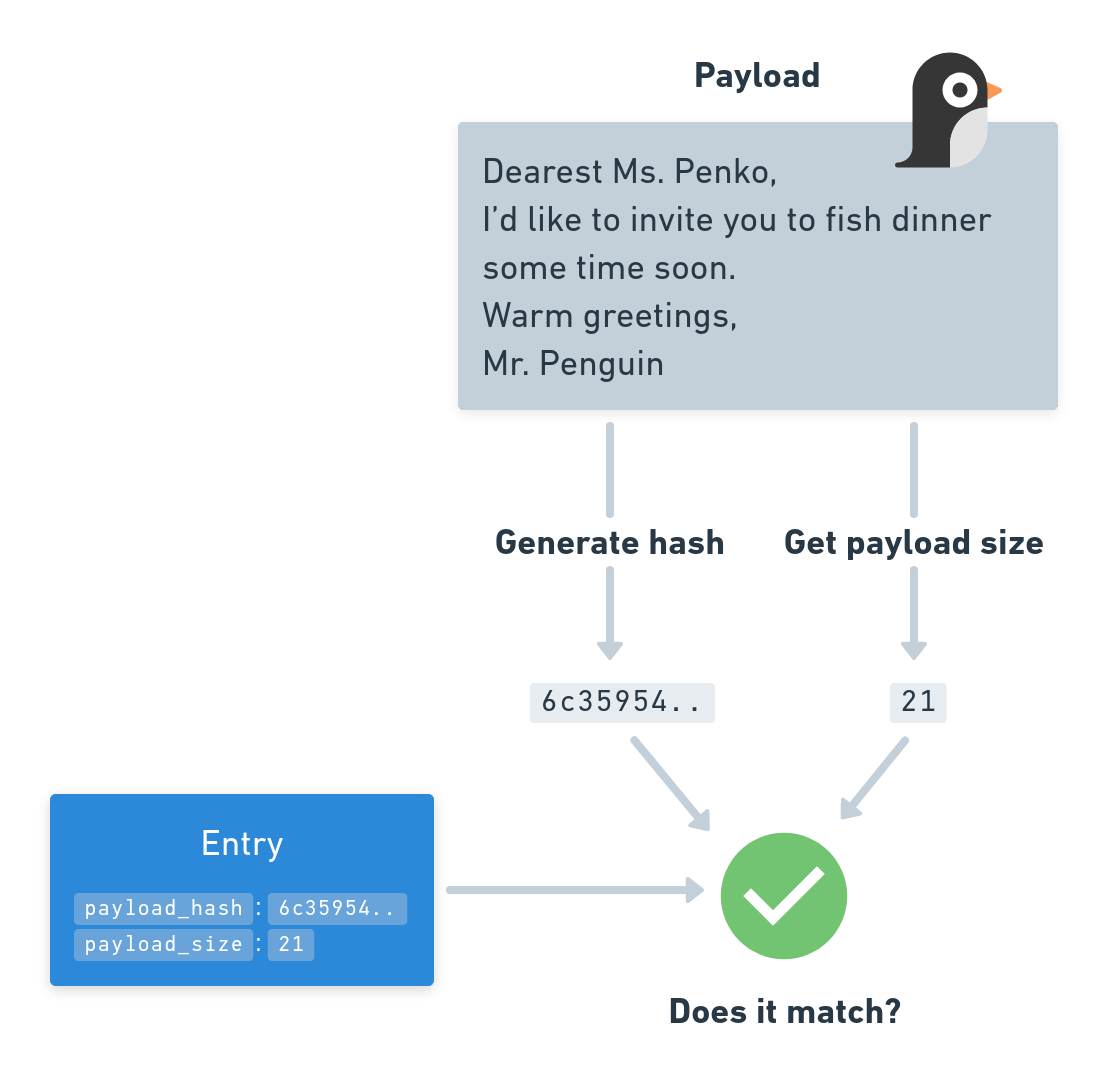 Payload
Dearest Ms. Penko,
I’d like to invite you to fish dinner
some time soon.
Warm greetings,
Mr. Penguin
Generate hash
Get payload size
6c35954..
21
Entry
payload_hash : 6c35954..
payload_size : 21
Does it match?